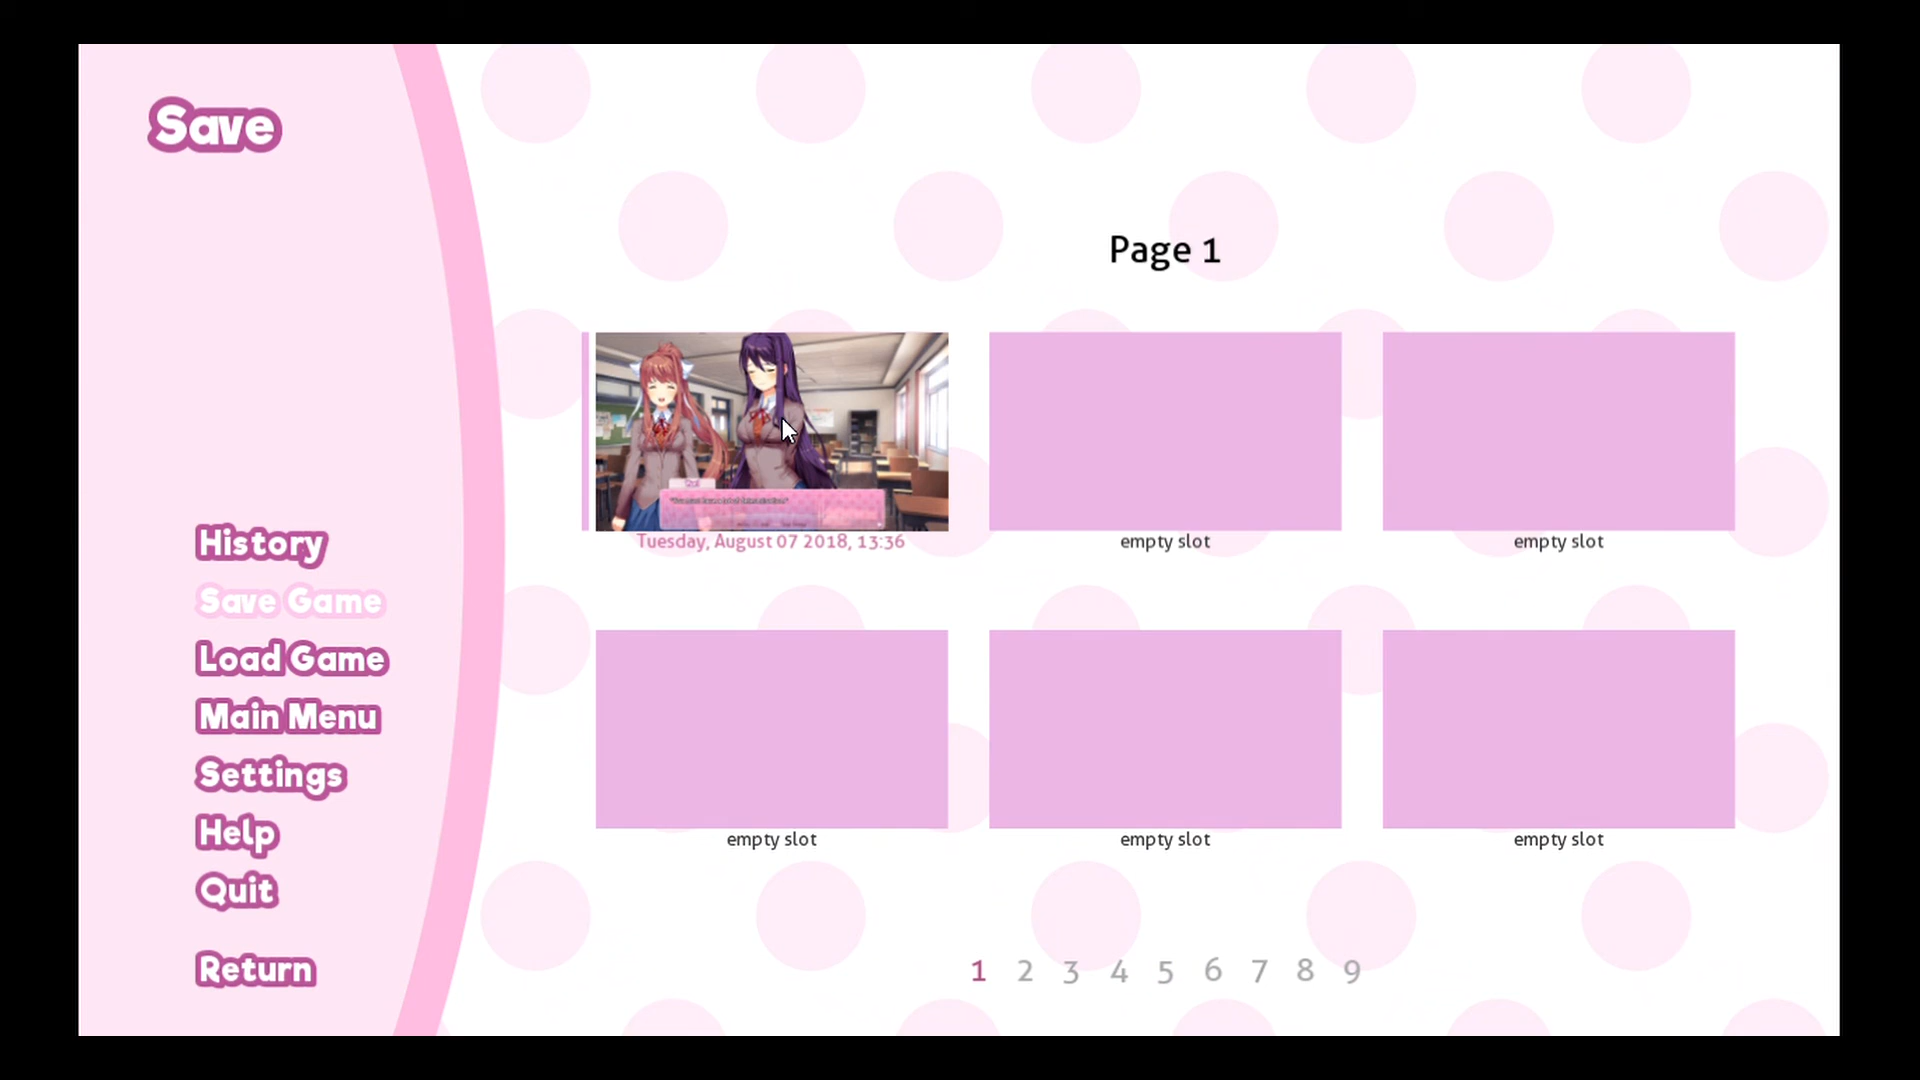 Save
Page 1
Tuesday, August 07 2018, 13:36
empty slot
empty slot
History
Save Game
Load Game
Main Menu
Settings
Help
Quit
Return
empty slot
empty slot
empty slot
1 2 3 4 5 6 7 8 9